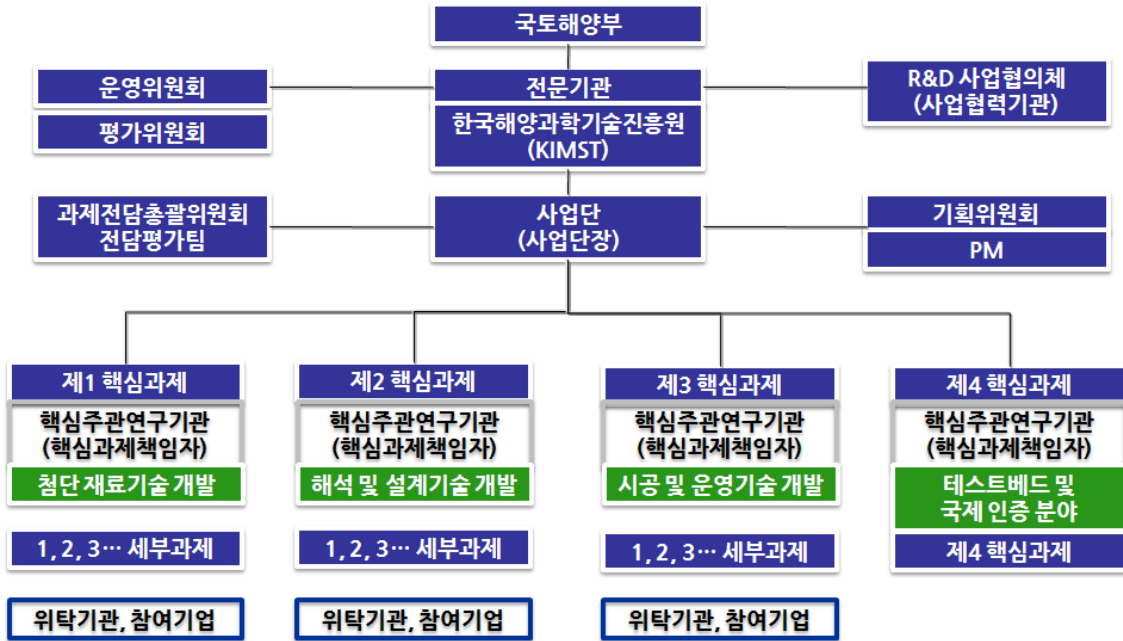 국토해양부
운영위원회
전문기관
R&D 사업협의체
(사업협력기관)
평가위원회
한국해양과학기술진흥원
(KIMST)
과제전담총괄위원회
전담평가팀
사업단
(사업단장)
기획위원회
PM
제1 핵심과제
제2 핵심과제
제3 핵심과제
제4 핵심과제
핵심주관연구기관
(핵심과제책임자)
핵심주관연구기관
(핵심과제책임자)
핵심주관연구기관
(핵심과제책임자)
핵심주관연구기관
(핵심과제책임자)
첨단 재료기술 개발
해석 및 설계기술 개발
시공 및 운영기술 개발
테스트베드 및
국제 인증 분야
1, 2, 3… 세부과제
1, 2, 3… 세부과제
1, 2, 3… 세부과제
제4 핵심과제
위탁기관, 참여기업
위탁기관, 참여기업
위탁기관, 참여기업